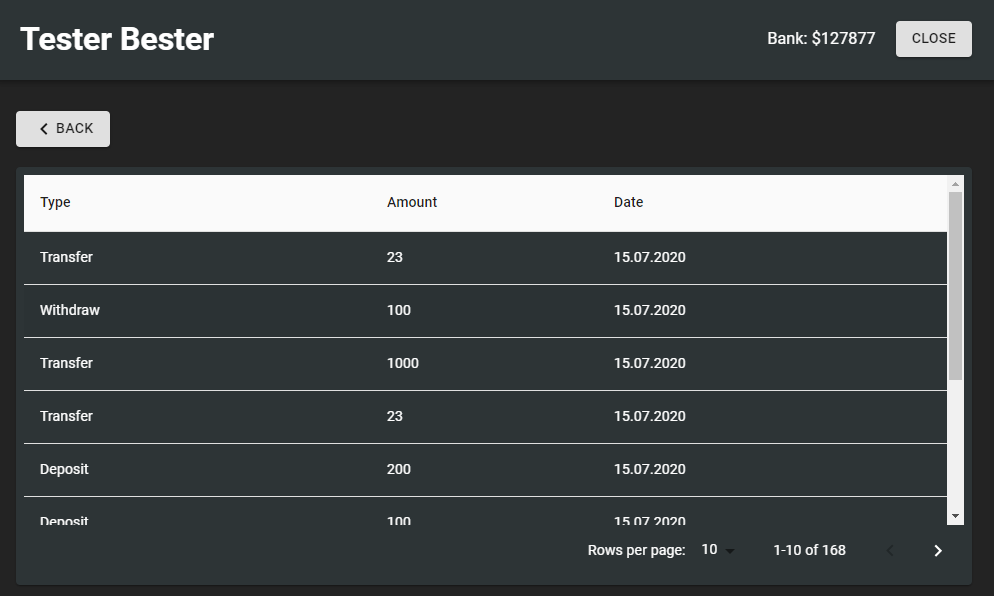 Tester Bester
Bank: $127877
CLOSE
BACK
Type Amount Date
Transfer 23 15.07.2020
Withdraw 100 15.07.2020
Transfer 1000 15.07.2020
Transfer 23 15.07.2020
Deposit 200 15.07.2020
Deposit 100 15.07.2020
Rows per page: 10 1-10 of 168